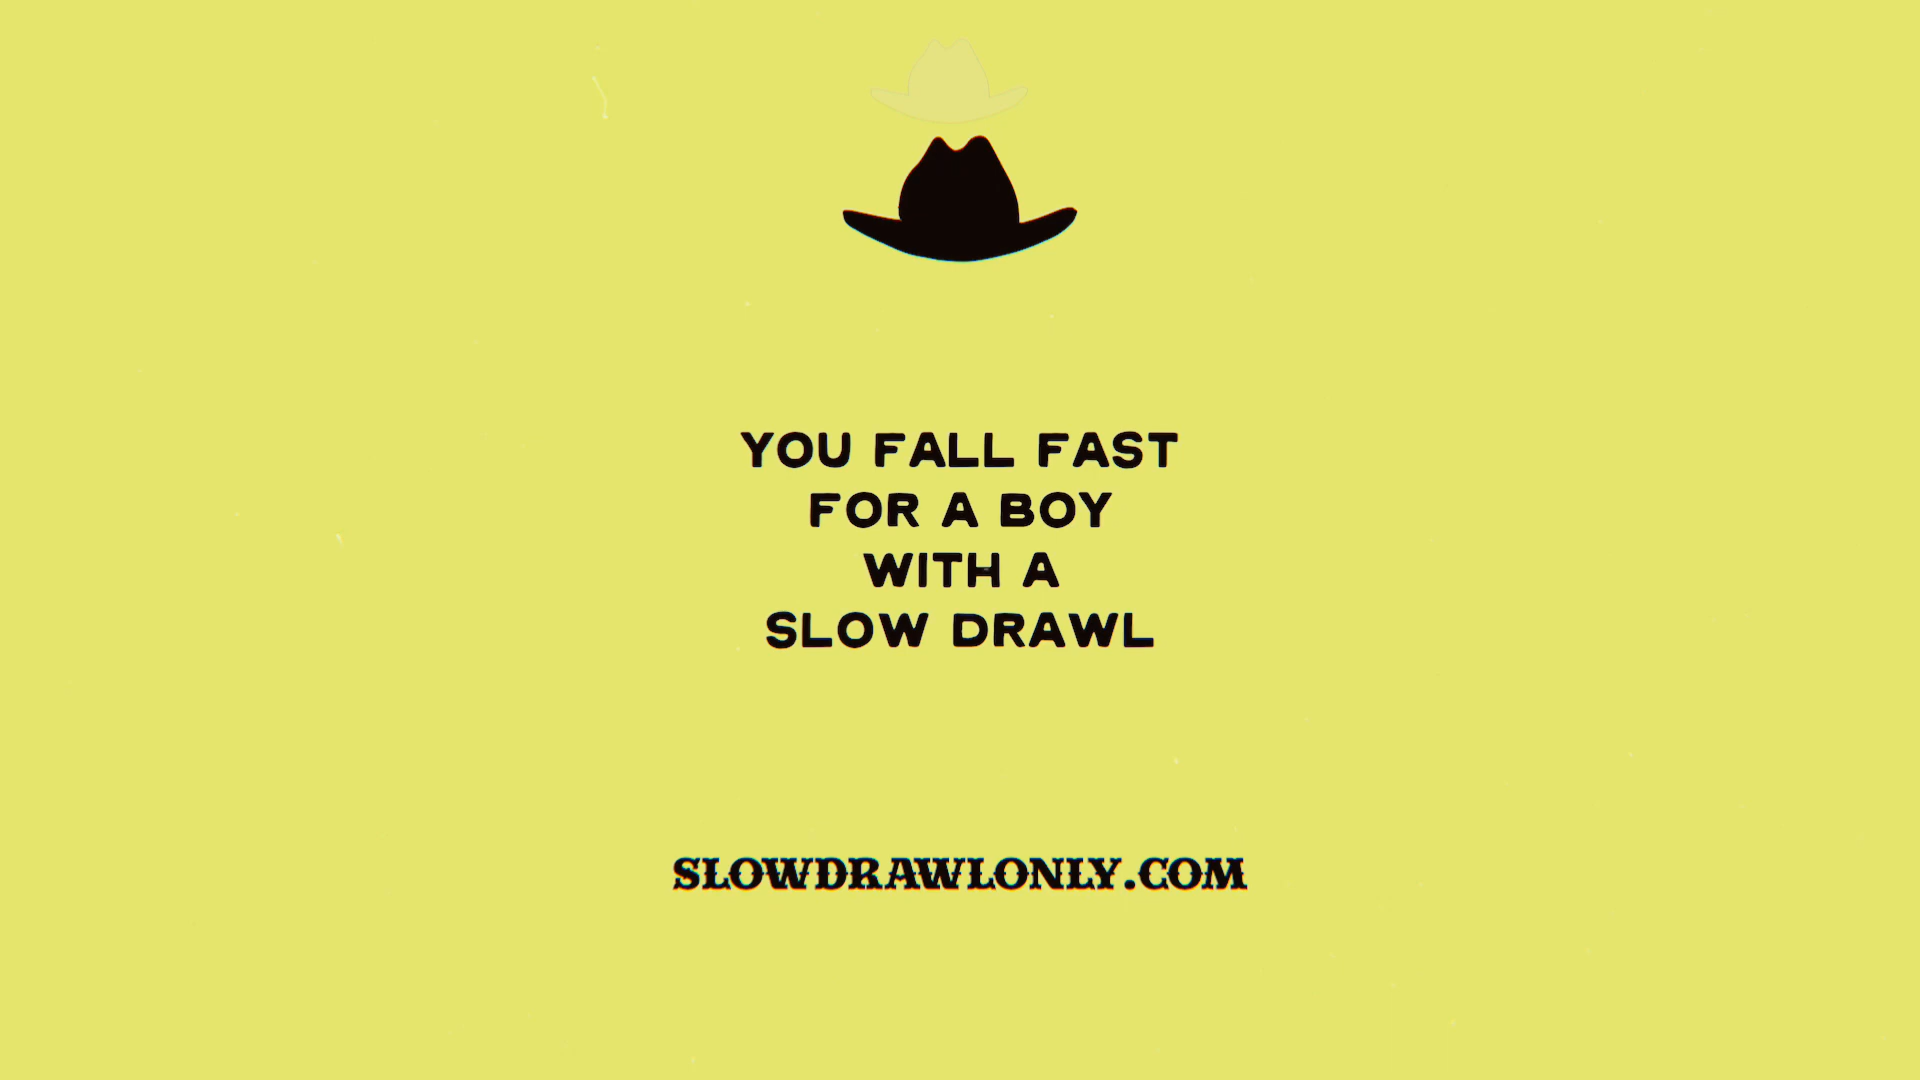 YOU FALL FAST
FOR A BOY
WITH A
SLOW DRAWL
SLOWDRAWLONLY.COM